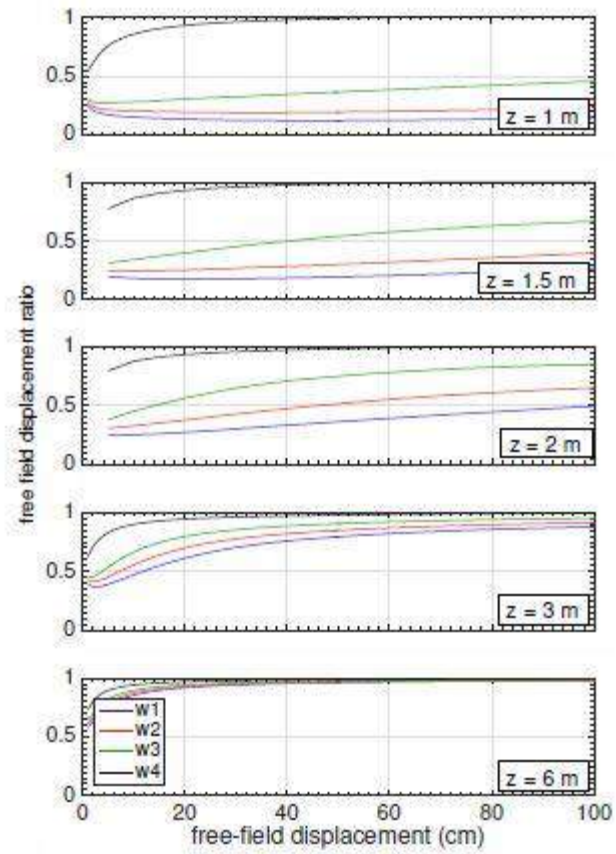 1
0.5
0
z = 1 m
1
0.5
0
z = 1.5 m
1
0.5
0
z = 2 m
1
0.5
0
z = 3 m
1
0.5
0
w1
w2
w3
w4
z = 6 m
0 20 40 60 80 100
free-field displacement (cm)
free field displacement ratio